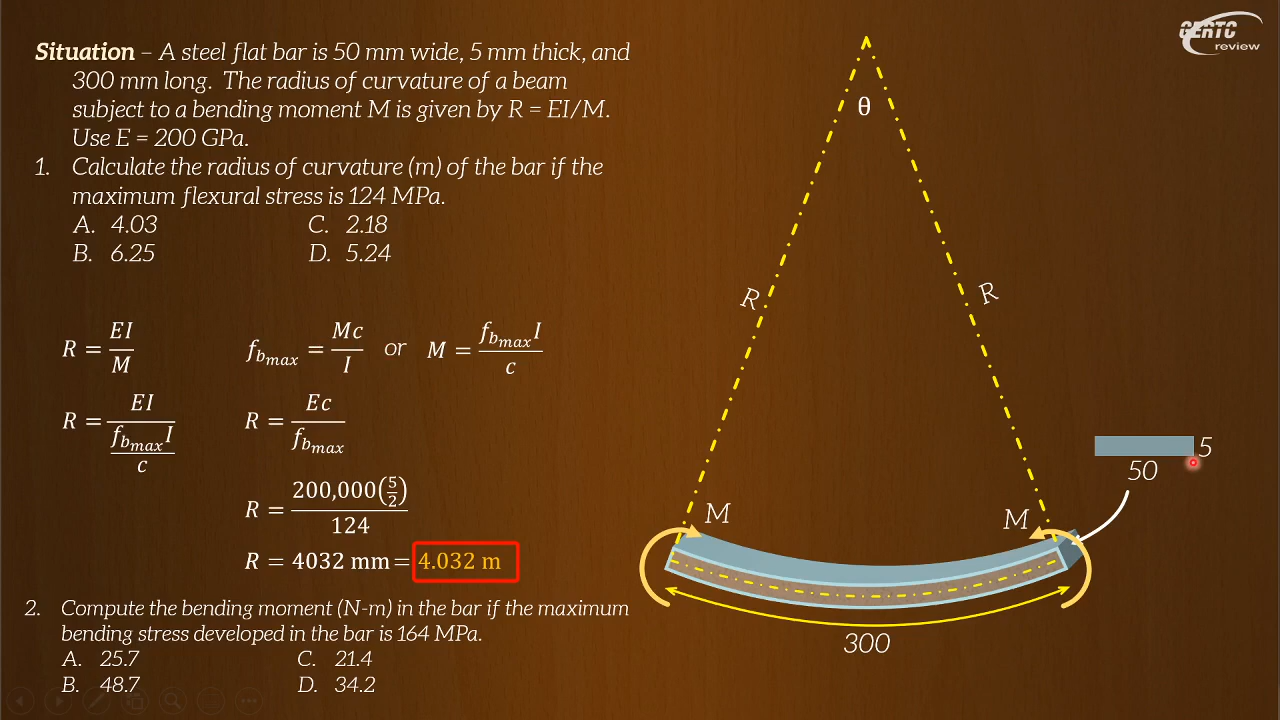 Situation – A steel flat bar is 50 mm wide, 5 mm thick, and
300 mm long. The radius of curvature of a beam
subject to a bending moment M is given by R = EI/M.
Use E = 200 GPa.
1. Calculate the radius of curvature (m) of the bar if the
maximum flexural stress is 124 MPa.
A. 4.03 C. 2.18
B. 6.25 D. 5.24
R = EI/M f_bmax = Mc/I or M = f_bmax I/c
R = EI/(f_bmax I/c) R = Ec/f_bmax
R = 200,000(5/2)/124
R = 4032 mm = 4.032 m
2. Compute the bending moment (N-m) in the bar if the maximum
bending stress developed in the bar is 164 MPa.
A. 25.7 C. 21.4
B. 48.7 D. 34.2
GERTC
review
θ
R R
5
50
M M
300